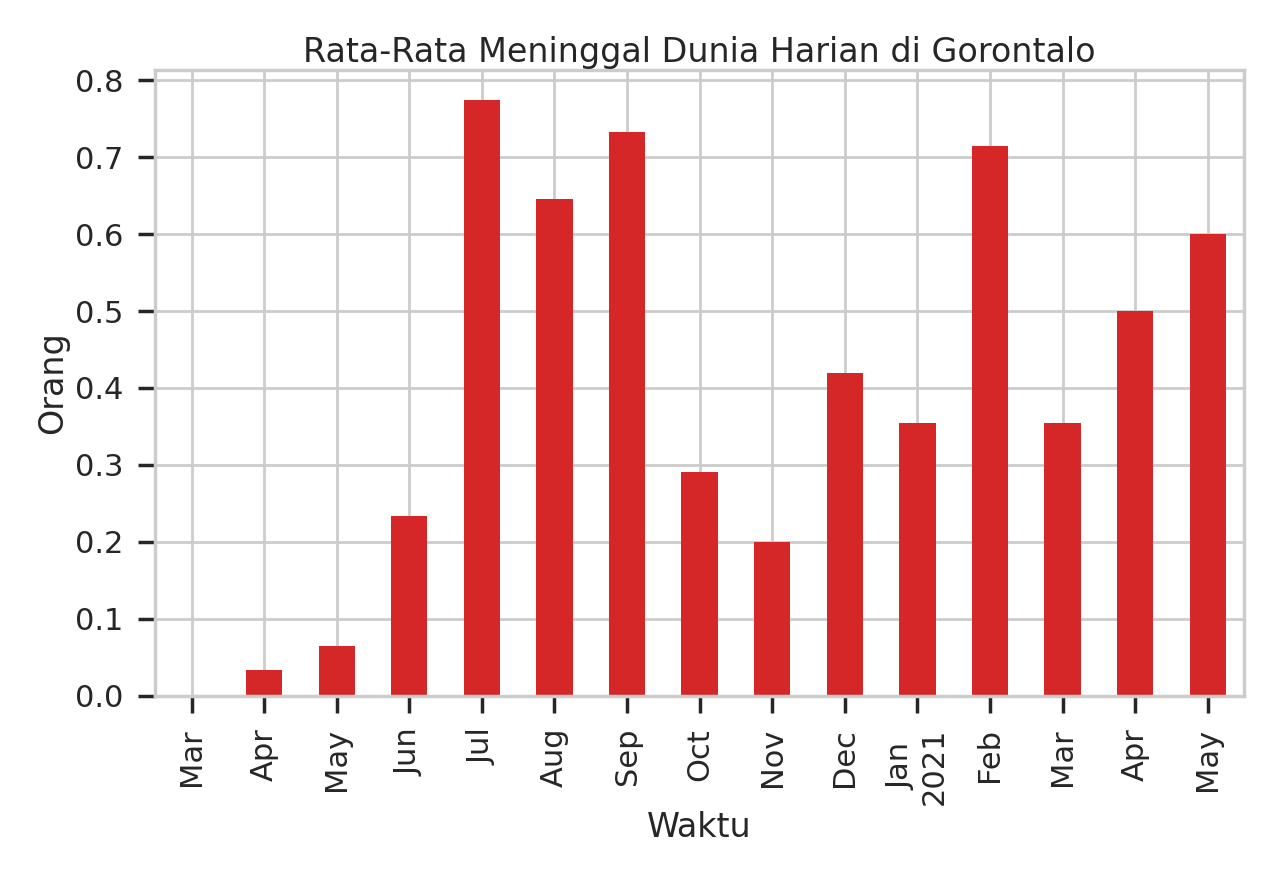 Rata-Rata Meninggal Dunia Harian di Gorontalo
0.8
0.7
0.6
0.5
0.4
0.3
0.2
0.1
0.0
Orang
Mar
Apr
May
Jun
Jul
Aug
Sep
Oct
Nov
Dec
Jan
2021
Feb
Mar
Apr
May
Waktu